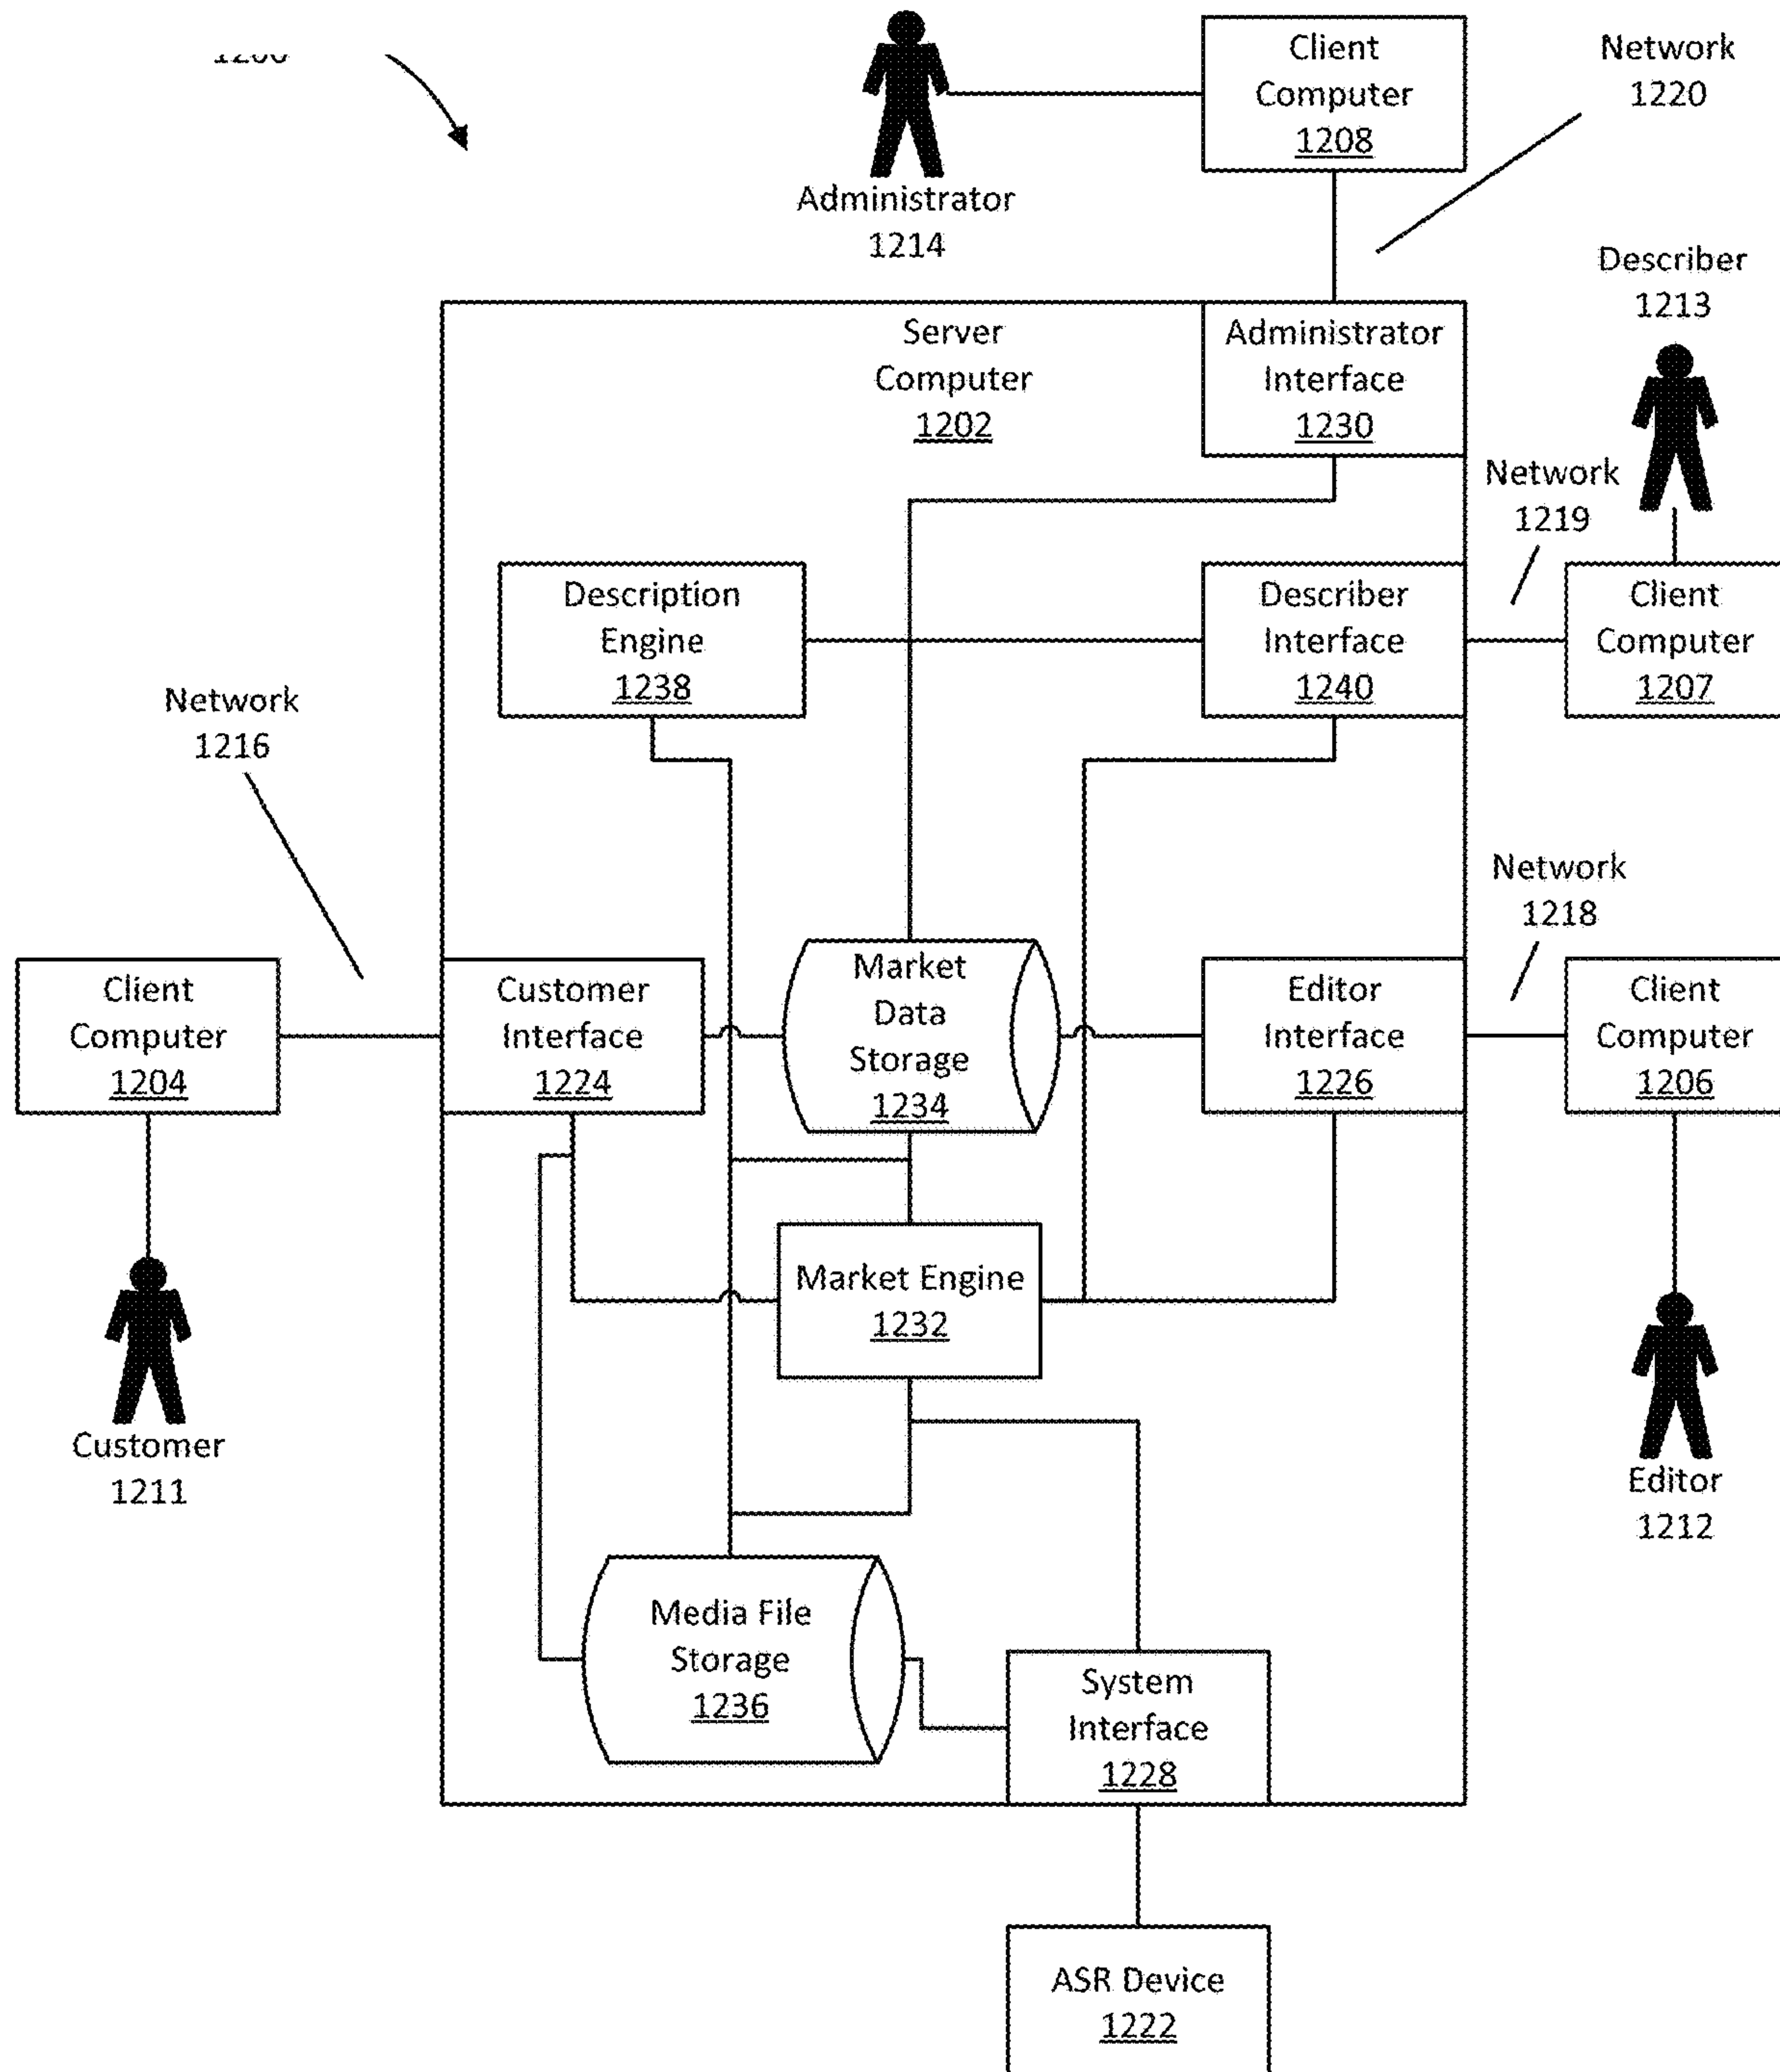 Client
Computer
1208
Network
1220
Administrator
1214
Describer
1213
Server
Computer
1202
Administrator
Interface
1230
Network
1219
Description
Engine
1238
Describer
Interface
1240
Client
Computer
1207
Network
1216
Network
1218
Client
Computer
1204
Customer
Interface
1224
Market
Data
Storage
1234
Editor
Interface
1226
Client
Computer
1206
Market Engine
1232
Customer
1211
Editor
1212
Media File
Storage
1236
System
Interface
1228
ASR Device
1222